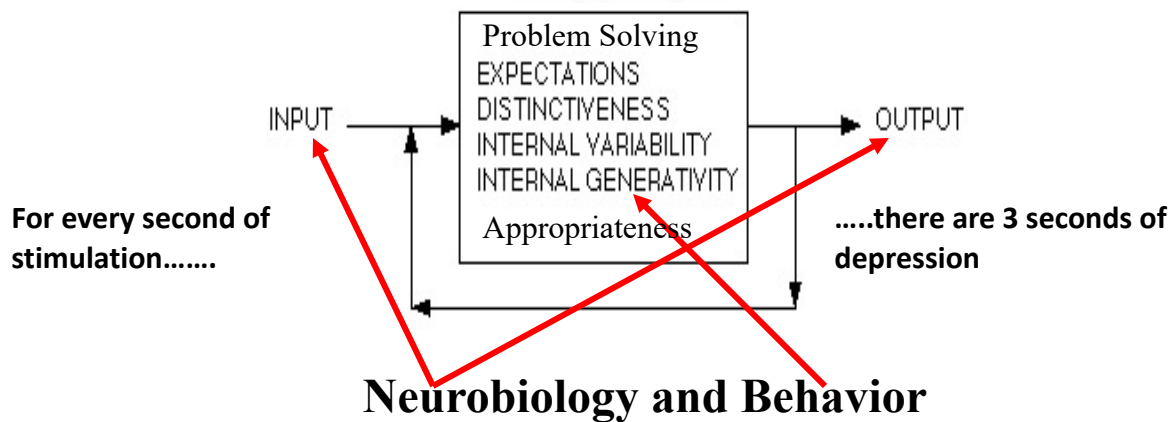 Problem Solving
EXPECTATIONS
DISTINCTIVENESS
INPUT
OUTPUT
INTERNAL VARIABILITY
INTERNAL GENERATIVITY
Appropriateness
For every second of
stimulation…….
…..there are 3 seconds of
depression
Neurobiology and Behavior